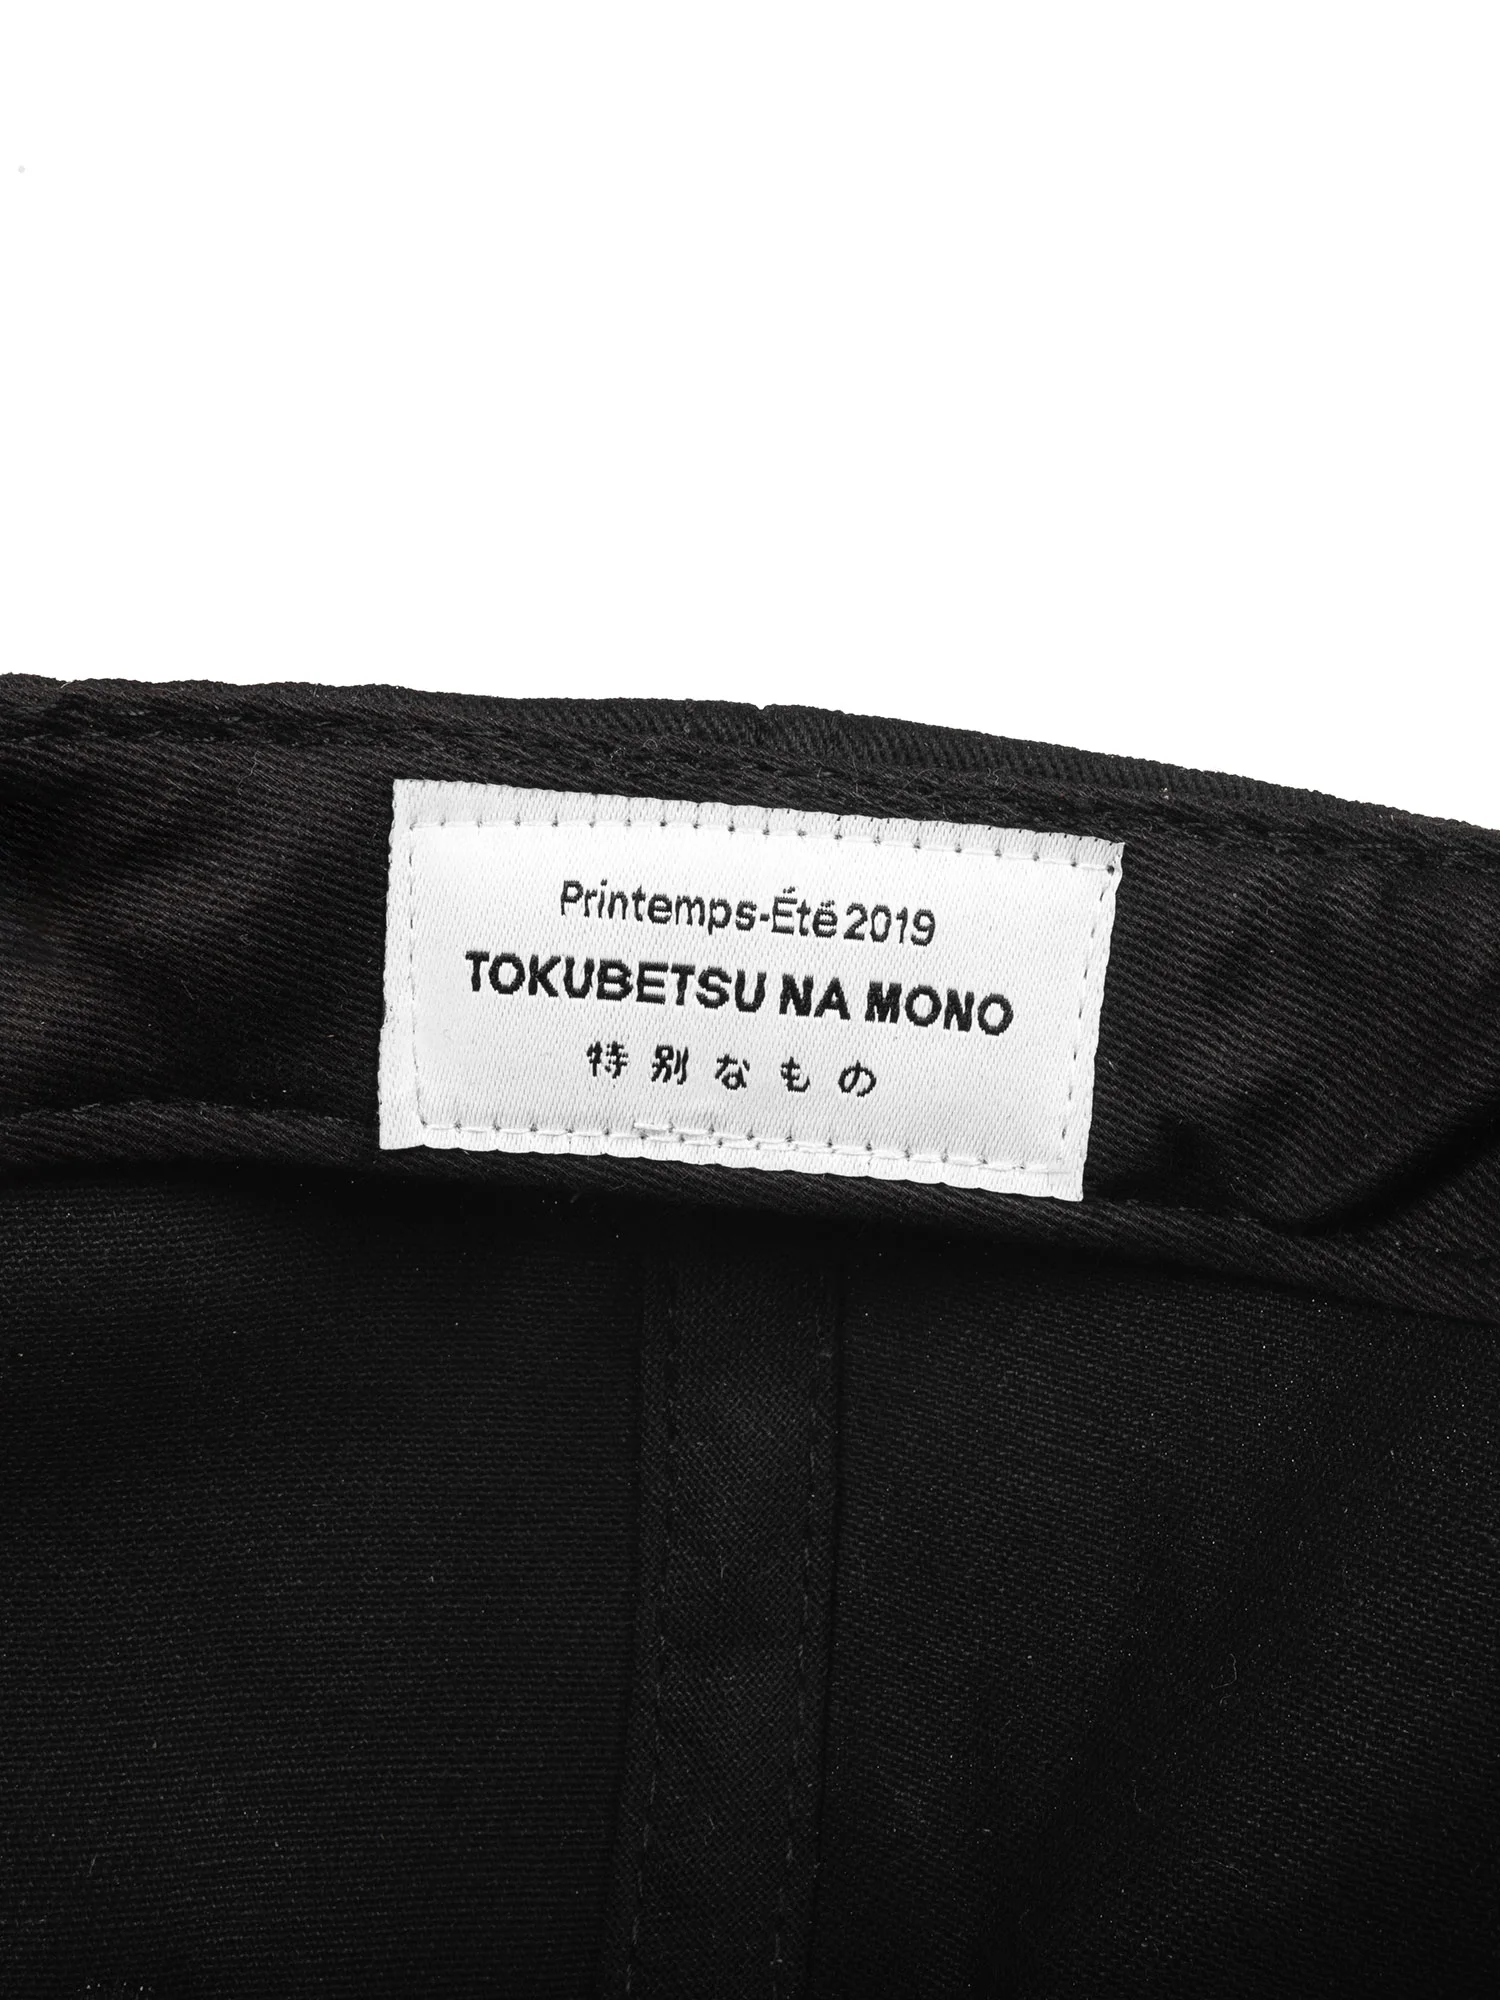 Printemps-Été 2019
TOKUBETSU NA MONO
特別なもの